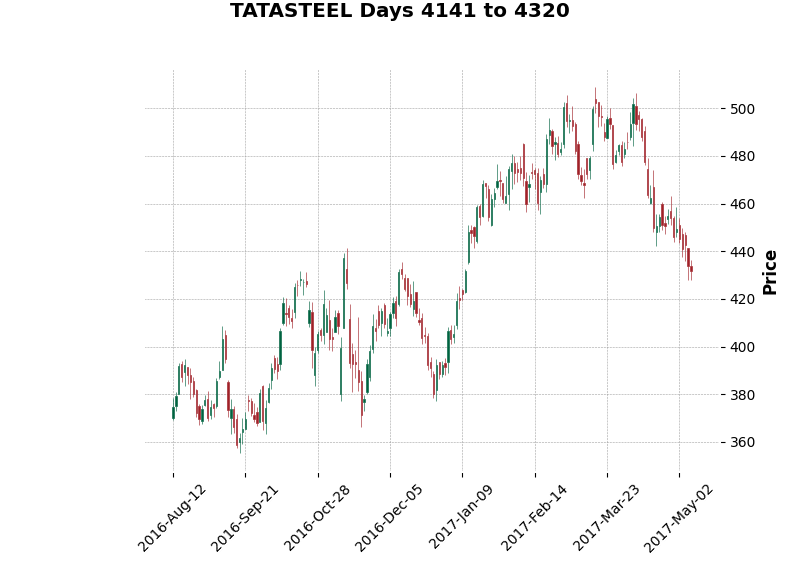 TATASTEEL Days 4141 to 4320
500
480
460
440
420
400
380
360
Price
2016-Aug-12
2016-Sep-21
2016-Oct-28
2016-Dec-05
2017-Jan-09
2017-Feb-14
2017-Mar-23
2017-May-02